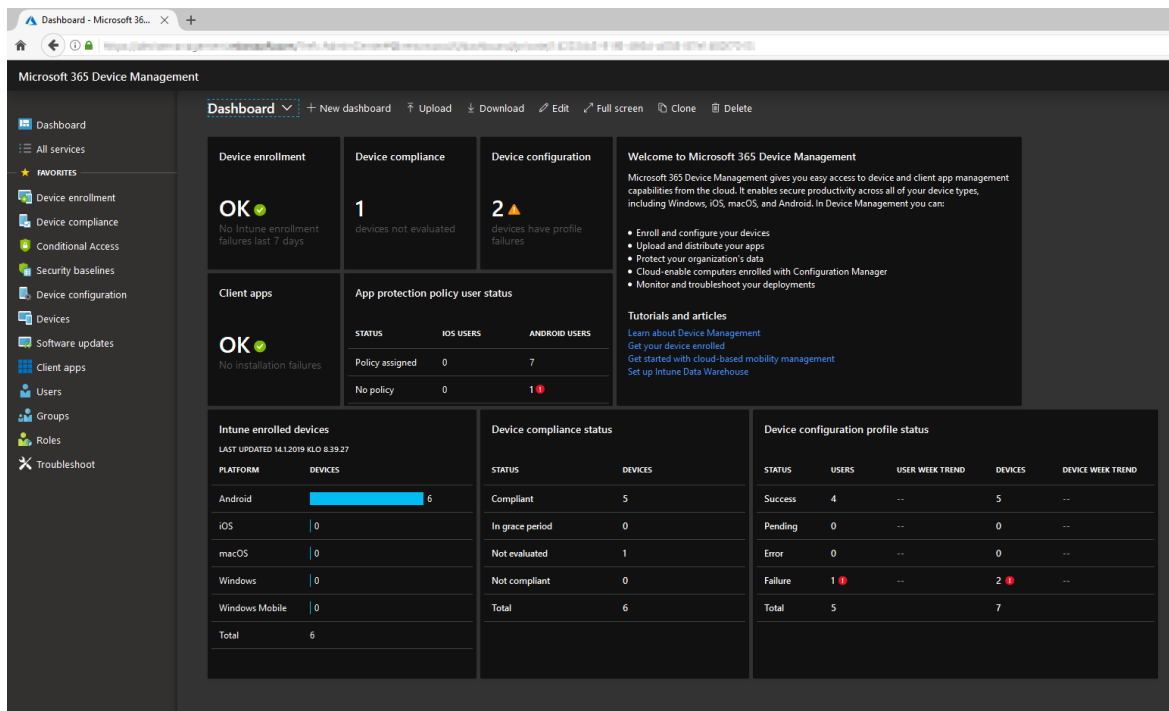 Dashboard - Microsoft 36...
Microsoft 365 Device Management
Dashboard
All services
FAVORITES
Device enrollment
Device compliance
Conditional Access
Security baselines
Device configuration
Devices
Software updates
Client apps
Users
Groups
Roles
Troubleshoot
Dashboard New dashboard Upload Download Edit Full screen Clone Delete
Device enrollment
OK
No Intune enrollment
failures last 7 days
Device compliance
1
devices not evaluated
Device configuration
2
devices have profile
failures
Welcome to Microsoft 365 Device Management
Microsoft 365 Device Management gives you easy access to device and client app management
capabilities from the cloud. It enables secure productivity across all of your device types,
including Windows, iOS, macOS, and Android. In Device Management you can:
• Enroll and configure your devices
• Upload and distribute your apps
• Protect your organization's data
• Cloud-enable computers enrolled with Configuration Manager
• Monitor and troubleshoot your deployments
Tutorials and articles
Learn about Device Management
Get your device enrolled
Get started with cloud-based mobility management
Set up Intune Data Warehouse
Client apps
OK
No installation failures
App protection policy user status
STATUS IOS USERS ANDROID USERS
Policy assigned 0 7
No policy 0 1
Intune enrolled devices
LAST UPDATED 14.1.2019 KLO 8.39.27
PLATFORM DEVICES
Android 6
iOS 0
macOS 0
Windows 0
Windows Mobile 0
Total 6
Device compliance status
STATUS DEVICES
Compliant 5
In grace period 0
Not evaluated 1
Not compliant 0
Total 6
Device configuration profile status
STATUS USERS USER WEEK TREND DEVICES DEVICE WEEK TREND
Success 4 -- 5 --
Pending 0 -- 0 --
Error 0 -- 0 --
Failure 1 -- 2 --
Total 5 7